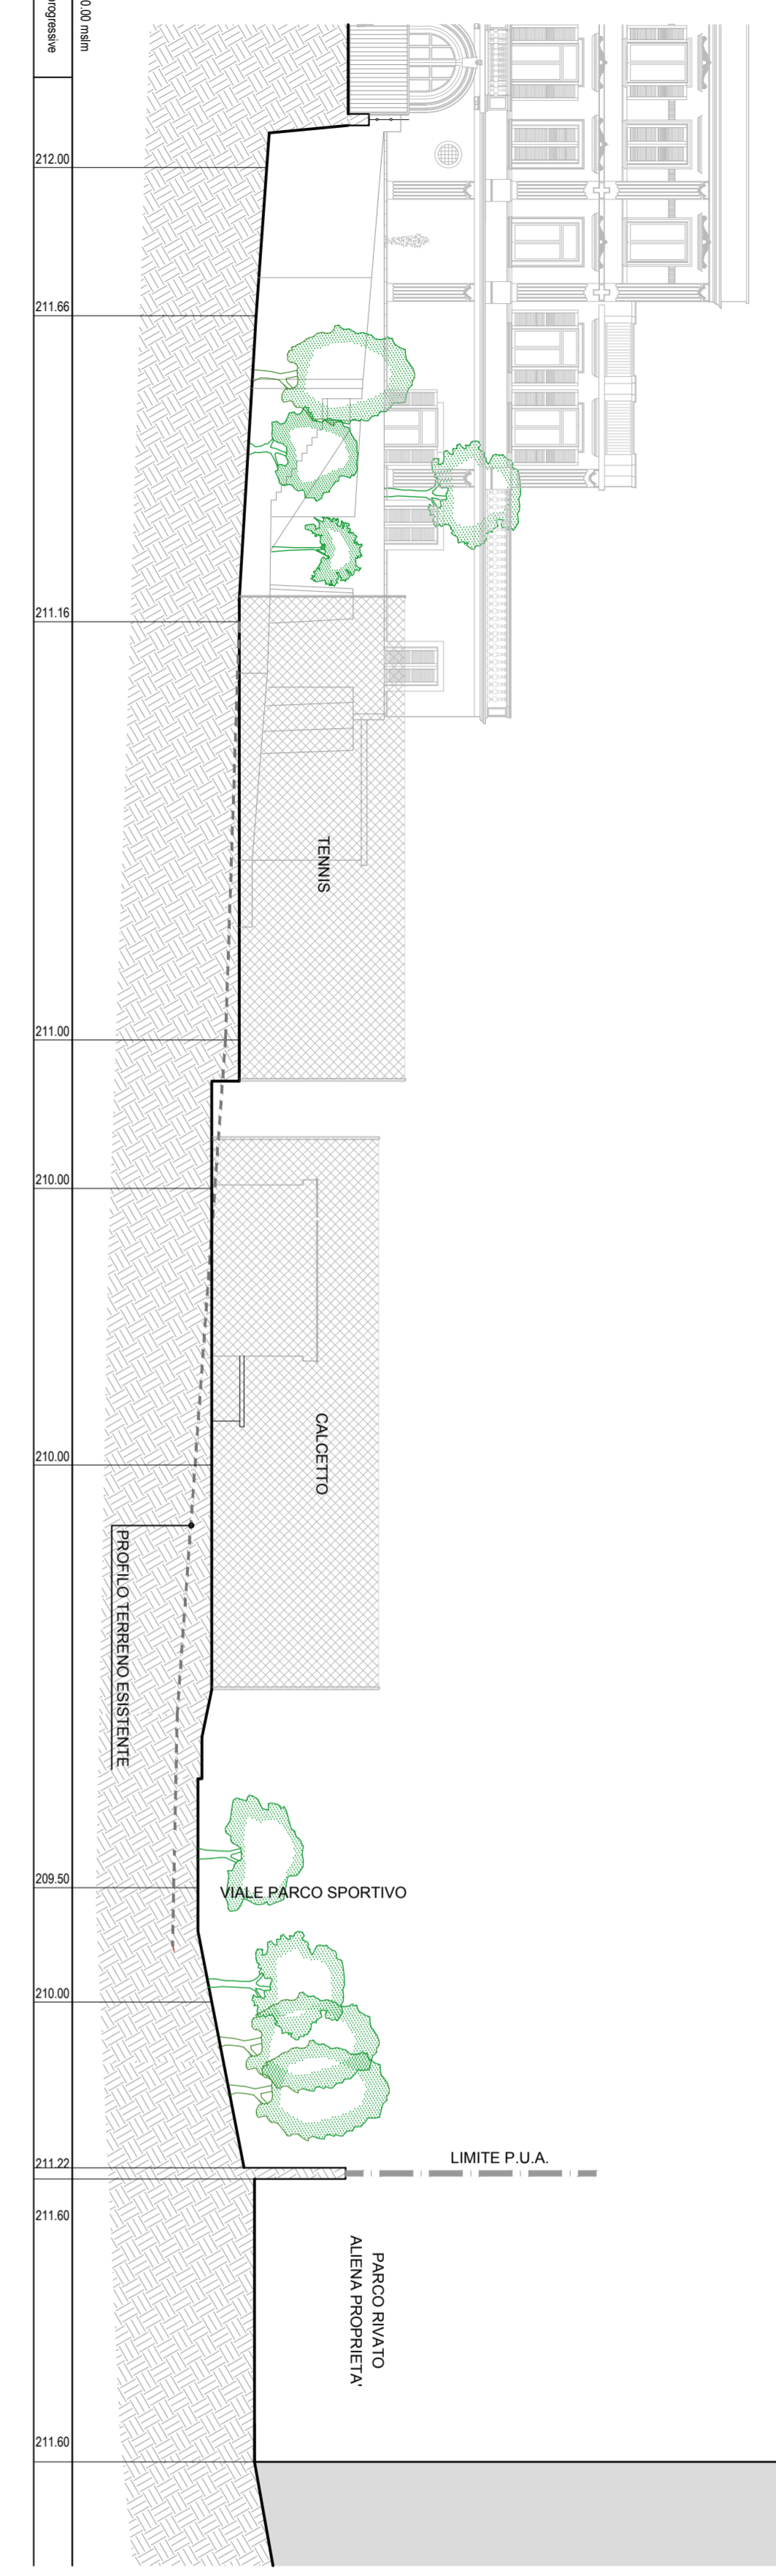 0.00 mslm
progressive
212.00
211.66
211.16
TENNIS
211.00
210.00
CALCETTO
210.00
PROFILO TERRENO ESISTENTE
209.50
VIALE PARCO SPORTIVO
210.00
LIMITE P.U.A.
211.22
211.60
PARCO RIVATO
ALIENA PROPRIETA'
211.60